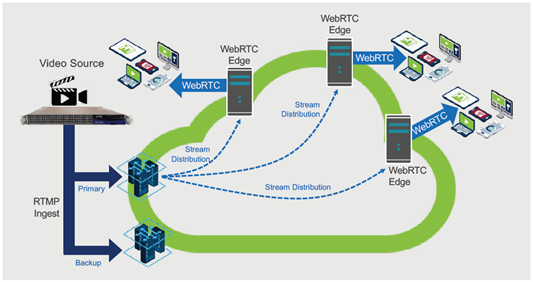 Video Source
WebRTC
Edge
WebRTC
WebRTC
Edge
WebRTC
WebRTC
WebRTC
Edge
Stream
Distribution
Stream
Distribution
Stream Distribution
RTMP
Ingest
Primary
Backup